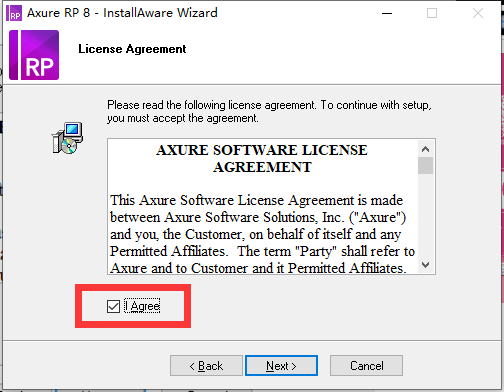 Axure RP 8 - InstallAware Wizard
RP
License Agreement
Please read the following license agreement. To continue with setup,
you must accept the agreement.
AXURE SOFTWARE LICENSE
AGREEMENT
This Axure Software License Agreement is made
between Axure Software Solutions, Inc. ("Axure")
and you, the Customer, on behalf of itself and any
Permitted Affiliates. The term "Party" shall refer to
Axure and to Customer and it Permitted Affiliates.
I Agree
< Back
Next >
Cancel